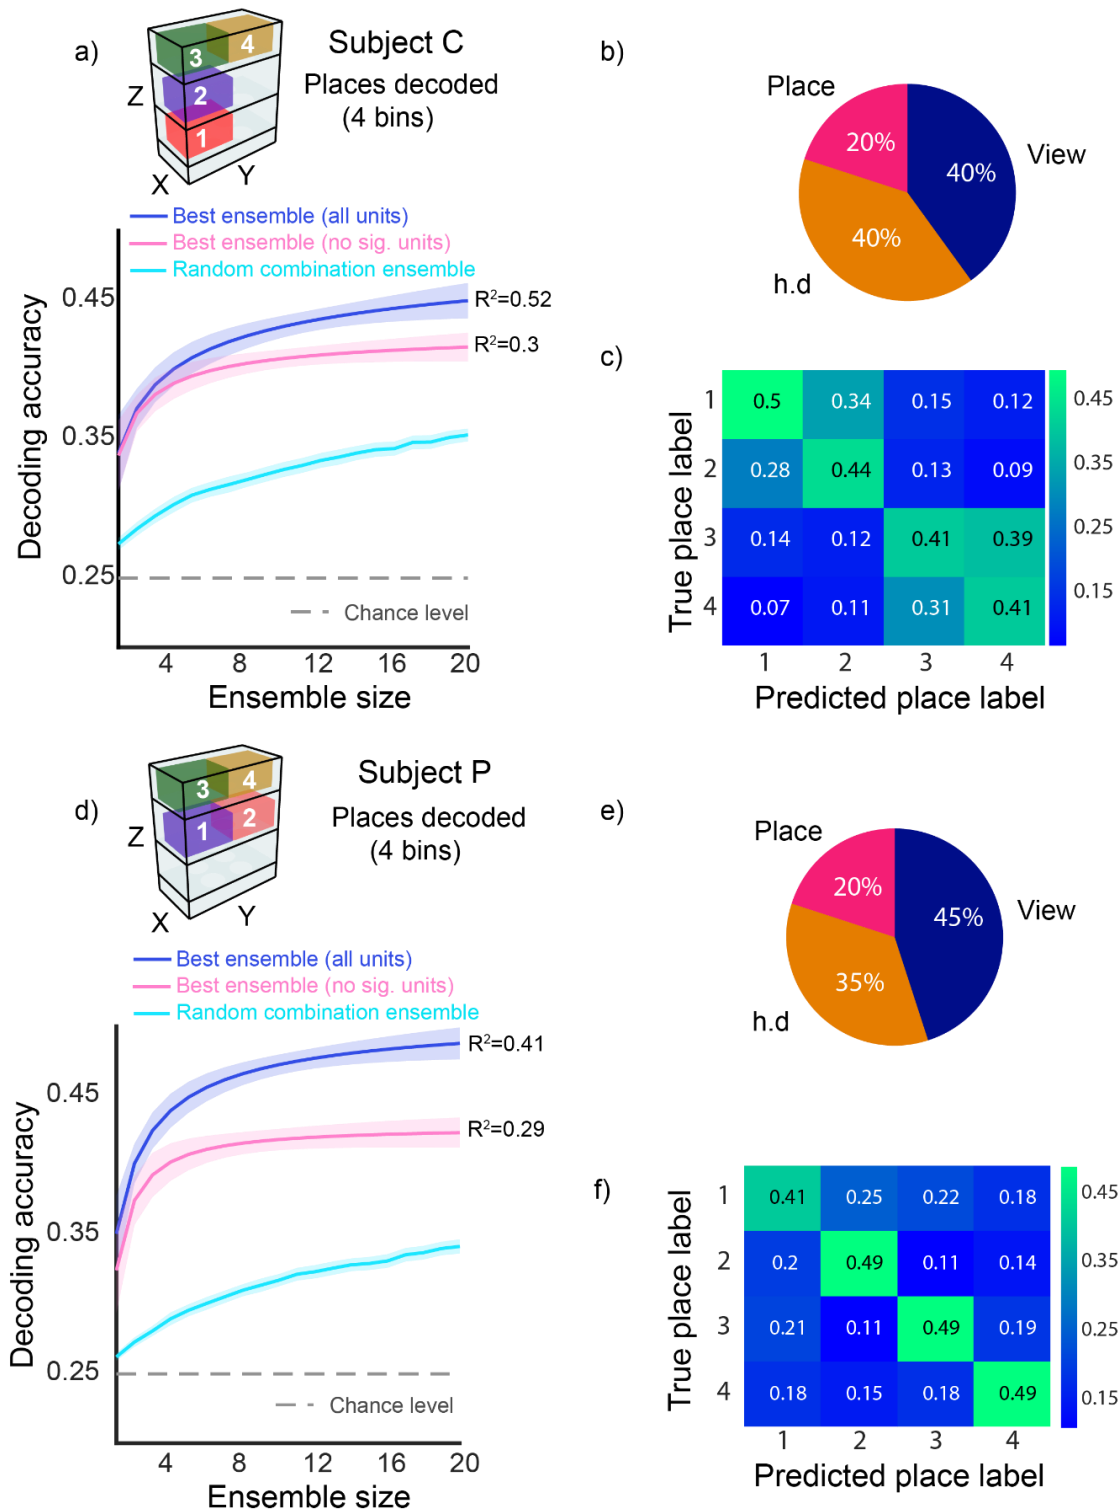 a)
3 4
2
1
Z
X
Y
Subject C
Places decoded
(4 bins)
Best ensemble (all units)
Best ensemble (no sig. units)
Random combination ensemble
Decoding accuracy
0.45
0.35
0.25
R²=0.52
R²=0.3
Chance level
4 8 12 16 20
Ensemble size
b)
Place
20%
View
40%
40%
h.d
c)
True place label
1 0.5 0.34 0.15 0.12
2 0.28 0.44 0.13 0.09
3 0.14 0.12 0.41 0.39
4 0.07 0.11 0.31 0.41
1 2 3 4
Predicted place label
0.45
0.35
0.25
0.15
d)
3 4
1 2
Z
X
Y
Subject P
Places decoded
(4 bins)
Best ensemble (all units)
Best ensemble (no sig. units)
Random combination ensemble
Decoding accuracy
0.45
0.35
0.25
R²=0.41
R²=0.29
Chance level
4 8 12 16 20
Ensemble size
e)
Place
20%
View
45%
35%
h.d
f)
True place label
1 0.41 0.25 0.22 0.18
2 0.2 0.49 0.11 0.14
3 0.21 0.11 0.49 0.19
4 0.18 0.15 0.18 0.49
1 2 3 4
Predicted place label
0.45
0.35
0.25
0.15